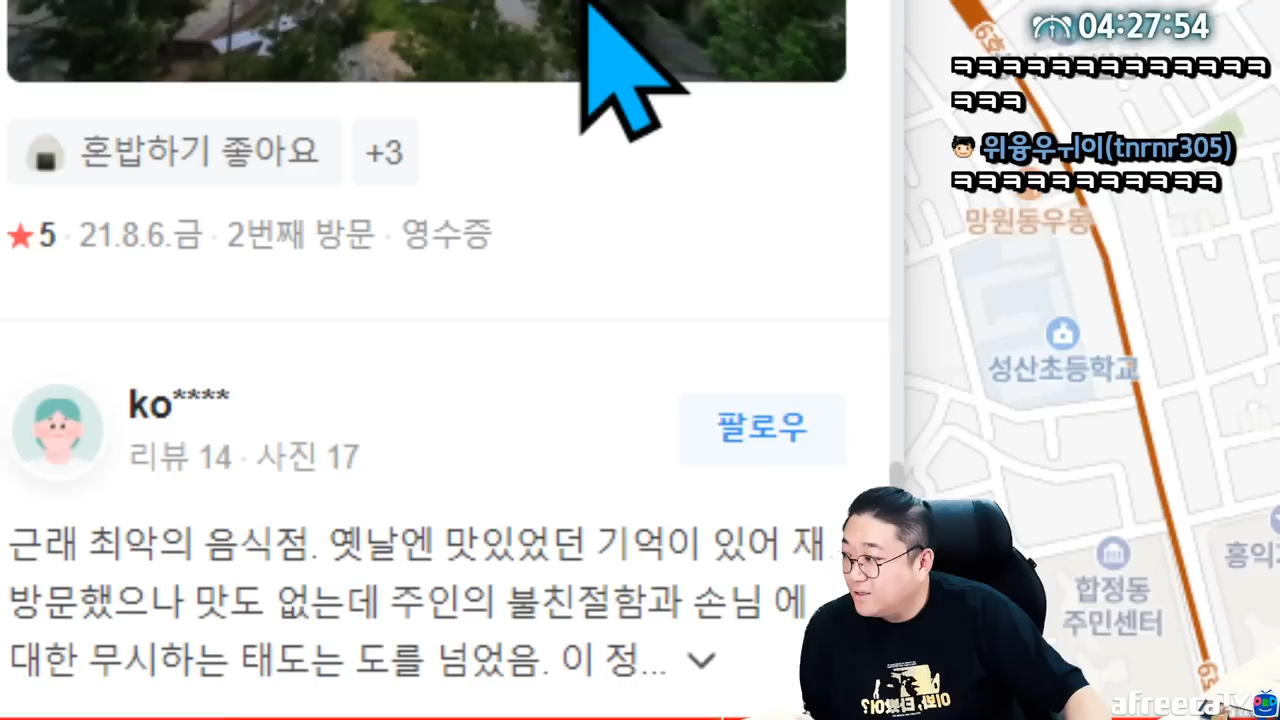 04:27:54
ㅋㅋㅋㅋㅋㅋㅋㅋㅋㅋㅋㅋㅋ
ㅋㅋㅋ
위융우ㅟ이(tnrnr305)
ㅋㅋㅋㅋㅋㅋㅋㅋㅋㅋㅋ
혼밥하기 좋아요 +3
5 · 21.8.6.금 · 2번째 방문 · 영수증
ko****
리뷰 14 · 사진 17
팔로우
근래 최악의 음식점. 옛날엔 맛있었던 기억이 있어 재
방문했으나 맛도 없는데 주인의 불친절함과 손님 에
대한 무시하는 태도는 도를 넘었음. 이 정...
망원동우동
성산초등학교
합정동
주민센터
홍익
afreecaTV